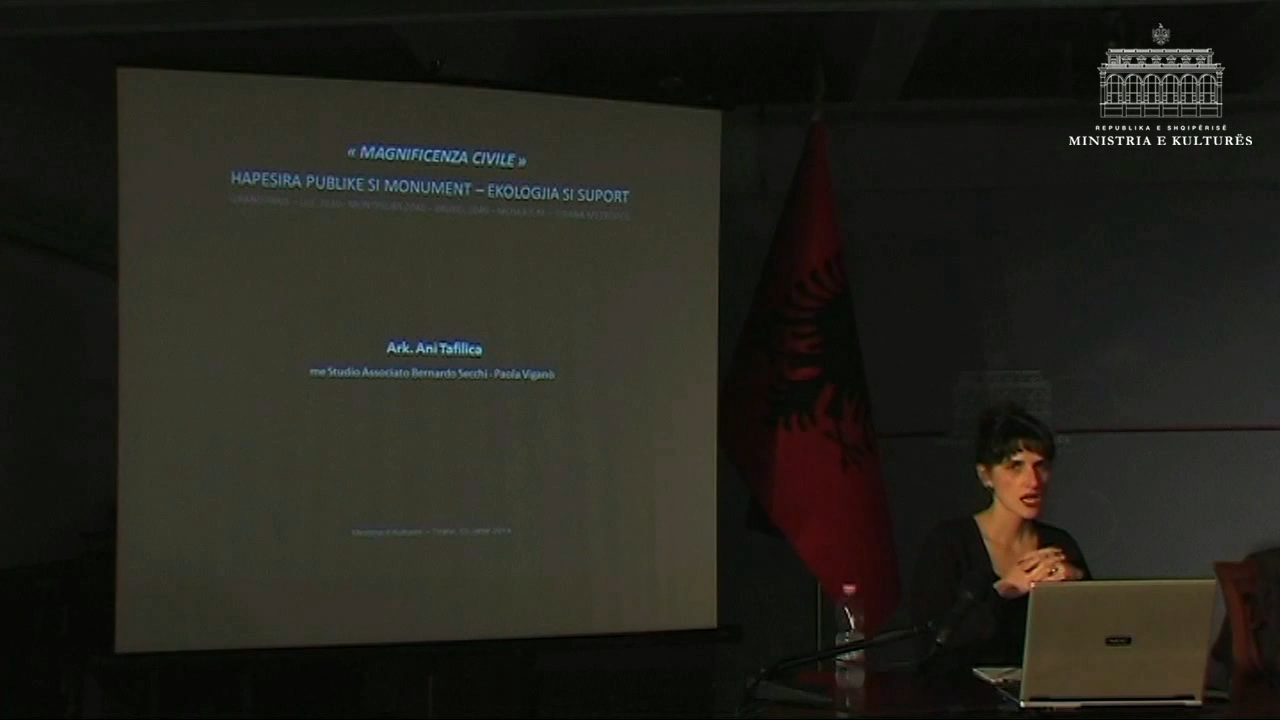 « MAGNIFICENZA CIVILE »
HAPESIRA PUBLIKE SI MONUMENT – EKOLOGJIA SI SUPORT
Ark. Ani Tafilica
me Studio Associato Bernardo Secchi - Paola Viganò
REPUBLIKA E SHQIPËRISË
MINISTRIA E KULTURËS
NEC